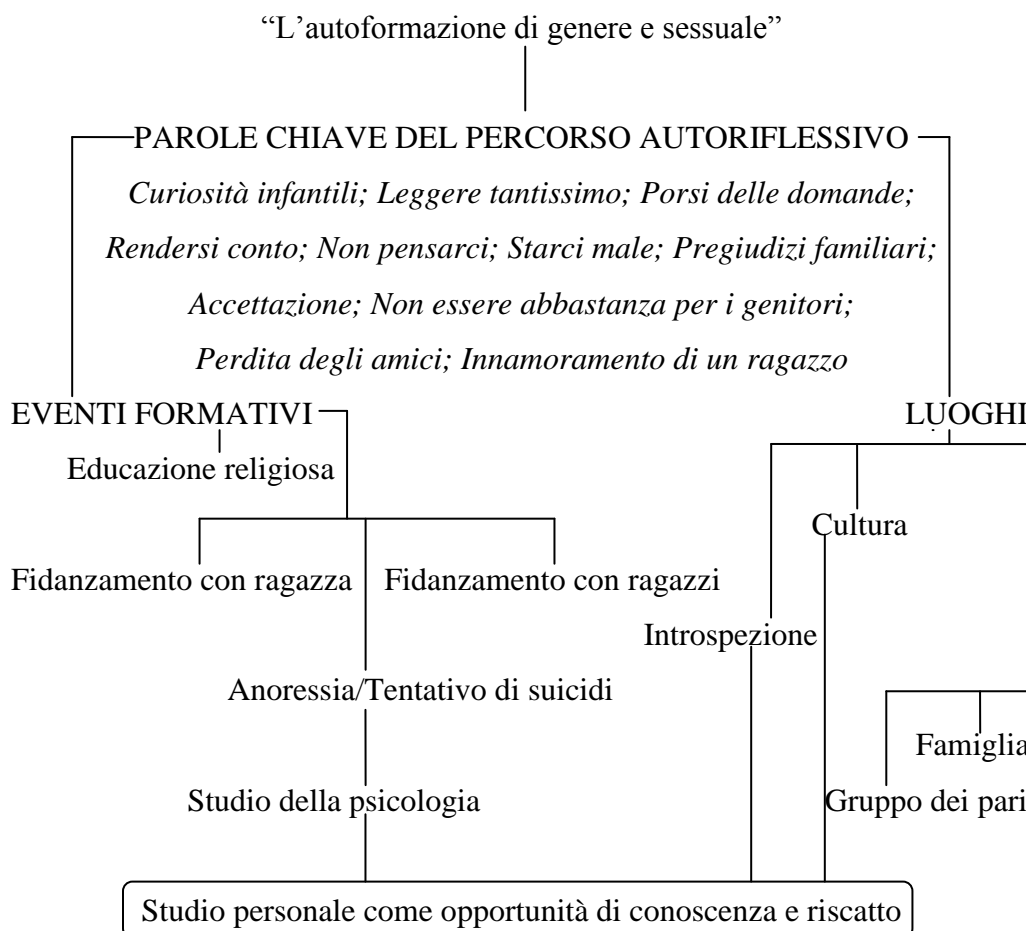 “L’autoformazione di genere e sessuale”
PAROLE CHIAVE DEL PERCORSO AUTORIFLESSIVO
Curiosità infantili; Leggere tantissimo; Porsi delle domande;
Rendersi conto; Non pensarci; Starci male; Pregiudizi familiari;
Accettazione; Non essere abbastanza per i genitori;
Perdita degli amici; Innamoramento di un ragazzo
EVENTI FORMATIVI
LUOGHI
Educazione religiosa
Cultura
Fidanzamento con ragazza
Fidanzamento con ragazzi
Introspezione
Anoressia/Tentativo di suicidi
Famiglia
Studio della psicologia
Gruppo dei pari
Studio personale come opportunità di conoscenza e riscatto